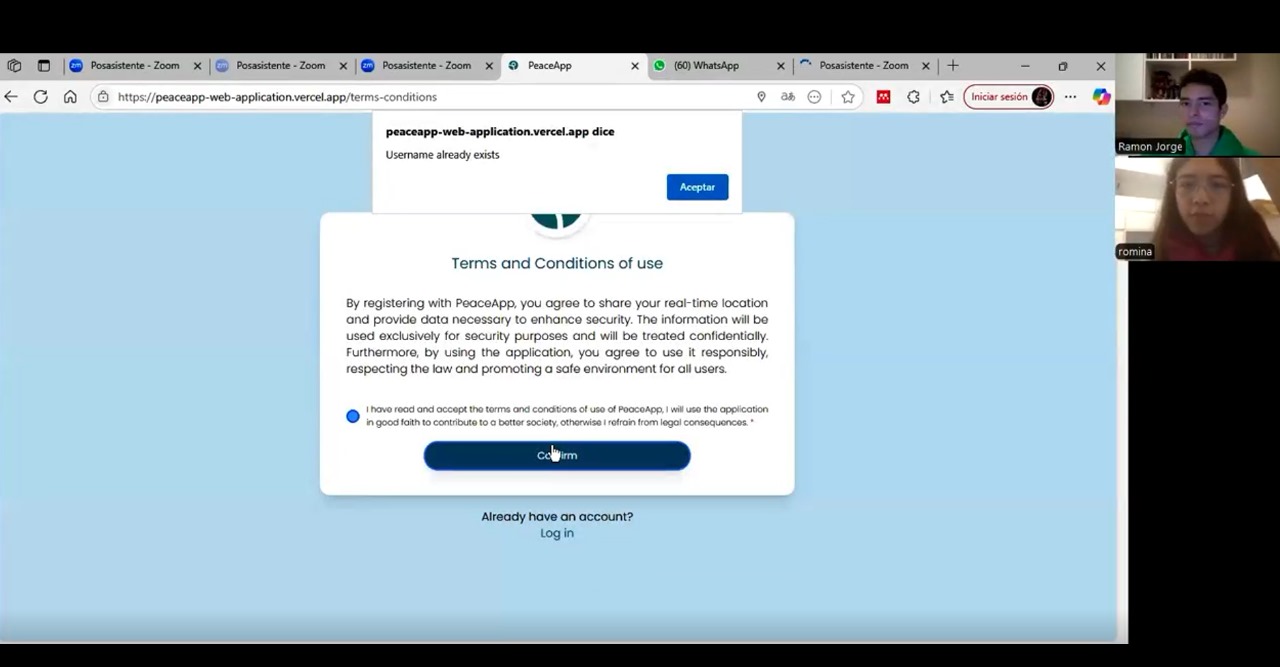 Posasistente - Zoom
Posasistente - Zoom
Posasistente - Zoom
PeaceApp
(60) WhatsApp
Posasistente - Zoom
https://peaceapp-web-application.vercel.app/terms-conditions
Iniciar sesión
peaceapp-web-application.vercel.app dice
Username already exists
Aceptar
Ramon Jorge
romina
Terms and Conditions of use
By registering with PeaceApp, you agree to share your real-time location
and provide data necessary to enhance security. The information will be
used exclusively for security purposes and will be treated confidentially.
Furthermore, by using the application, you agree to use it responsibly,
respecting the law and promoting a safe environment for all users.
I have read and accept the terms and conditions of use of PeaceApp, I will use the application
in good faith to contribute to a better society, otherwise I refrain from legal consequences. *
Confirm
Already have an account?
Log in